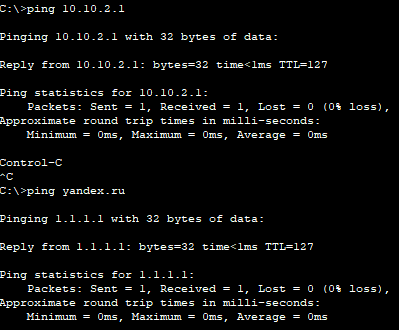 C:\>ping 10.10.2.1
Pinging 10.10.2.1 with 32 bytes of data:
Reply from 10.10.2.1: bytes=32 time<1ms TTL=127
Ping statistics for 10.10.2.1:
Packets: Sent = 1, Received = 1, Lost = 0 (0% loss),
Approximate round trip times in milli-seconds:
Minimum = 0ms, Maximum = 0ms, Average = 0ms
Control-C
^C
C:\>ping yandex.ru
Pinging 1.1.1.1 with 32 bytes of data:
Reply from 1.1.1.1: bytes=32 time<1ms TTL=127
Ping statistics for 1.1.1.1:
Packets: Sent = 1, Received = 1, Lost = 0 (0% loss),
Approximate round trip times in milli-seconds:
Minimum = 0ms, Maximum = 0ms, Average = 0ms